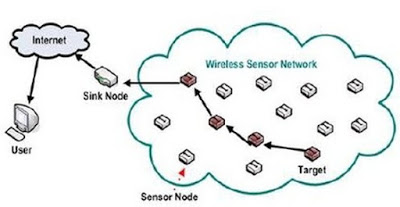 Internet
Wireless Sensor Network
Sink Node
User
Target
Sensor Node